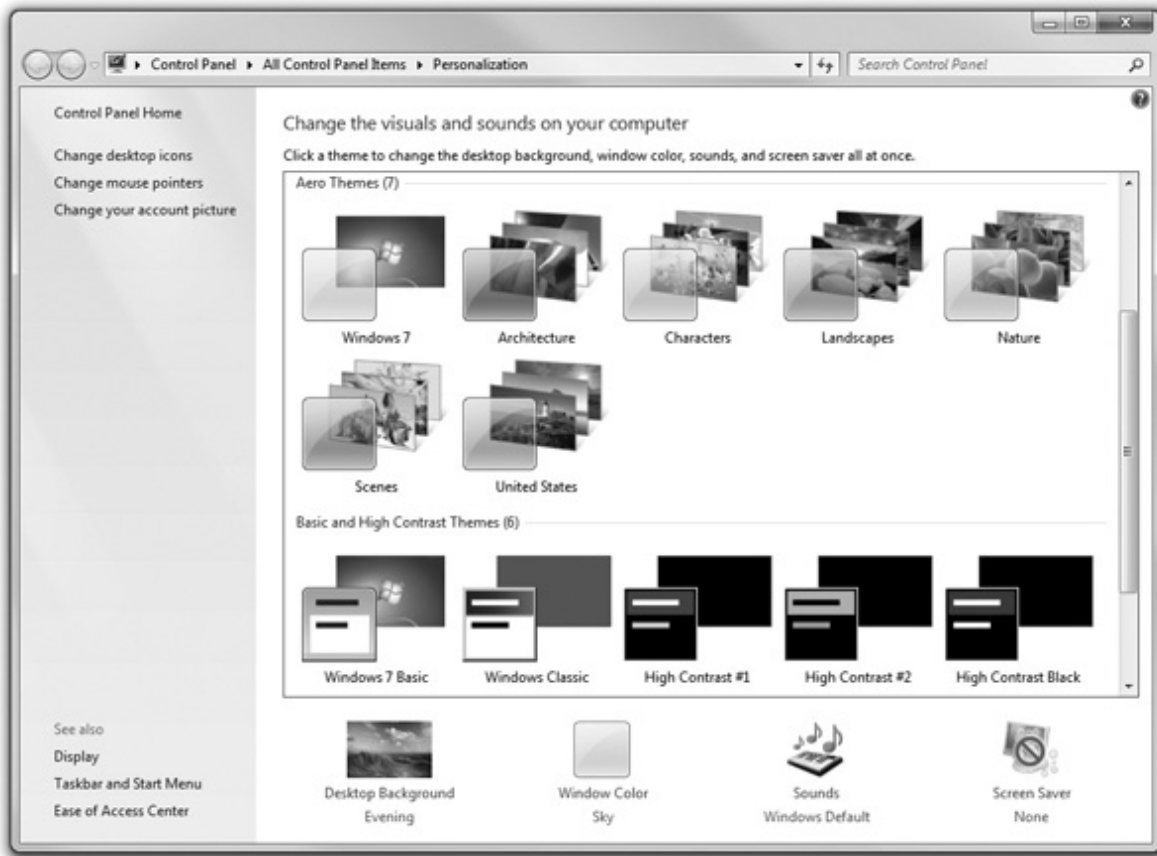 Control Panel ▸ All Control Panel Items ▸ Personalization
Search Control Panel
Control Panel Home
Change desktop icons
Change mouse pointers
Change your account picture
Change the visuals and sounds on your computer
Click a theme to change the desktop background, window color, sounds, and screen saver all at once.
Aero Themes (7)
Windows 7 Architecture Characters Landscapes Nature
Scenes United States
Basic and High Contrast Themes (6)
Windows 7 Basic Windows Classic High Contrast #1 High Contrast #2 High Contrast Black
See also
Display
Taskbar and Start Menu
Ease of Access Center
Desktop Background Window Color Sounds Screen Saver
Evening Sky Windows Default None